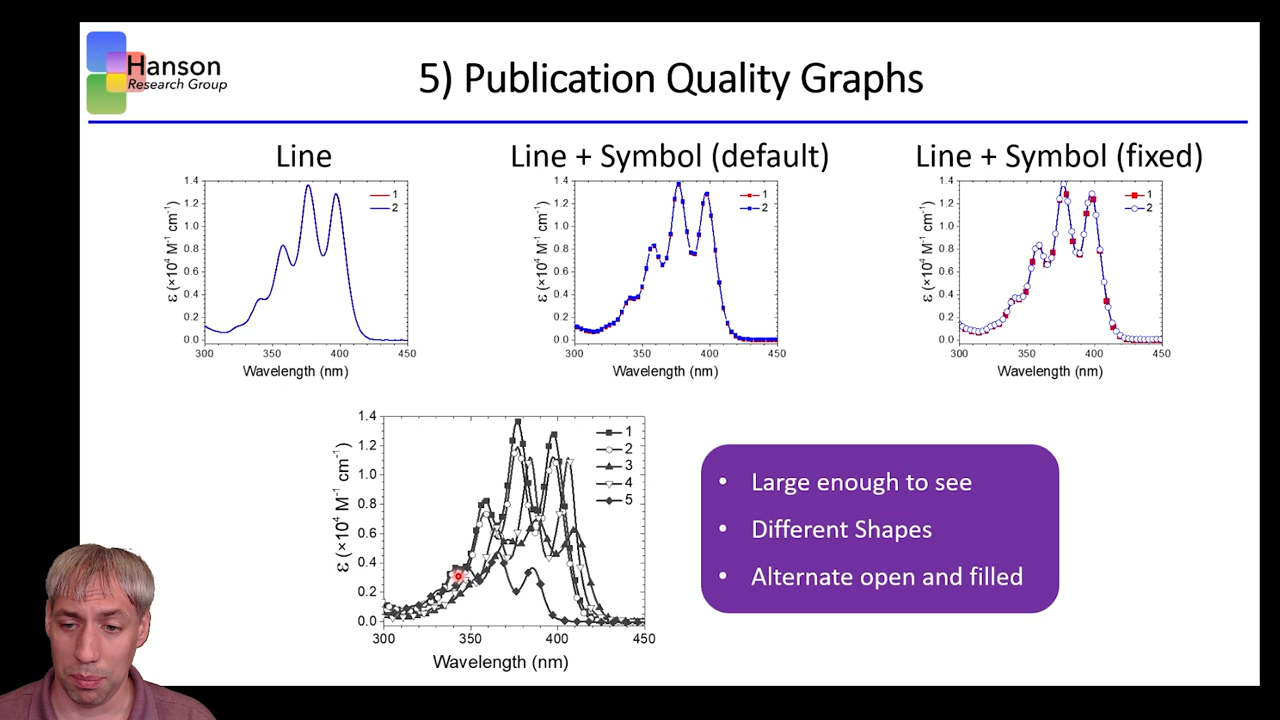 Hanson
Research Group
5) Publication Quality Graphs
Line
Line + Symbol (default)
Line + Symbol (fixed)
1.4
1.2
1.0
0.8
0.6
0.4
0.2
0.0
ε (×10⁴ M⁻¹ cm⁻¹)
1
2
300 350 400 450
Wavelength (nm)
1.4
1.2
1.0
0.8
0.6
0.4
0.2
0.0
ε (×10⁴ M⁻¹ cm⁻¹)
1
2
300 350 400 450
Wavelength (nm)
1.4
1.2
1.0
0.8
0.6
0.4
0.2
0.0
ε (×10⁴ M⁻¹ cm⁻¹)
1
2
300 350 400 450
Wavelength (nm)
1.4
1.2
1.0
0.8
0.6
0.4
0.2
0.0
ε (×10⁴ M⁻¹ cm⁻¹)
1
2
3
4
5
300 350 400 450
Wavelength (nm)
• Large enough to see
• Different Shapes
• Alternate open and filled